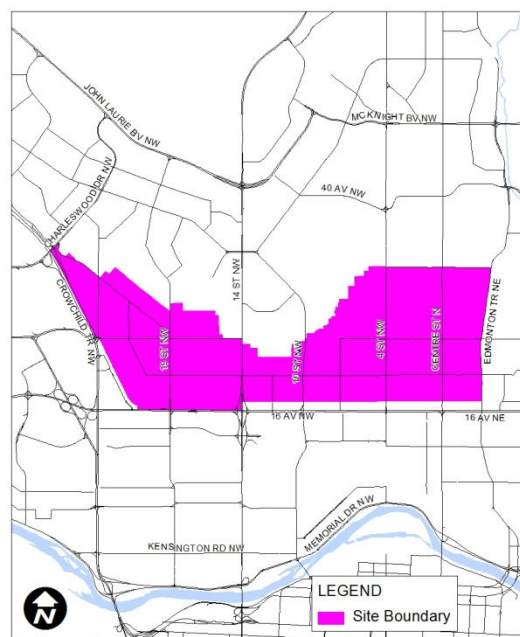 JOHN LAURIE BV NW
MCKNIGHT BV NW
CHARLESWOOD DR NW
40 AV NW
CROWCHILD TR NW
14 ST NW
19 ST NW
10 ST NW
4 ST NW
CENTRE ST N
EDMONTON TR NE
16 AV NW
16 AV NE
MEMORIAL DR NW
KENSINGTON RD NW
LEGEND
Site Boundary
N